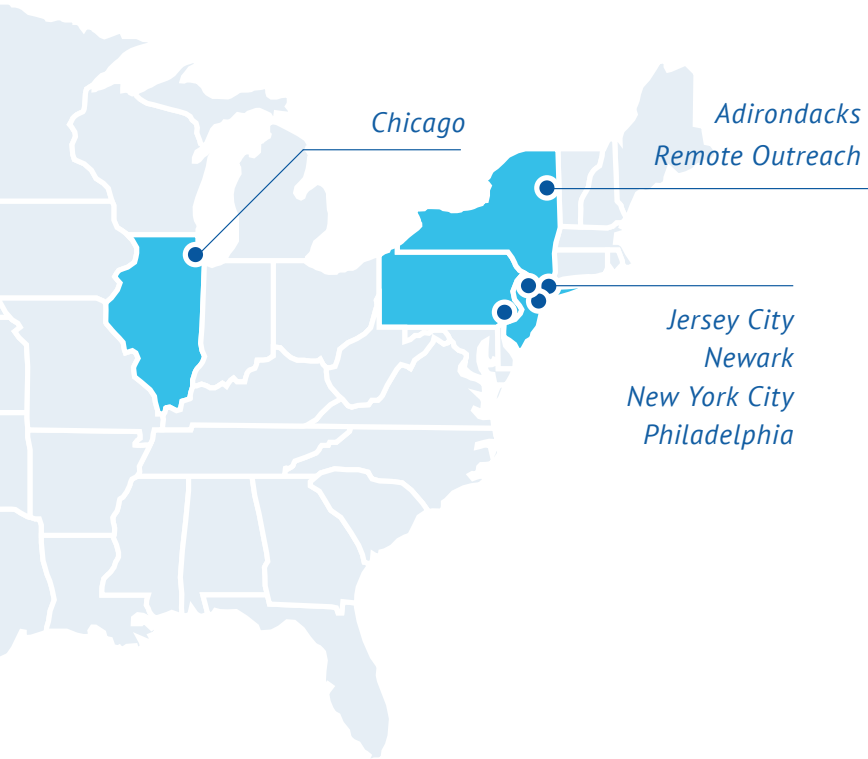 Chicago
Adirondacks
Remote Outreach
Jersey City
Newark
New York City
Philadelphia